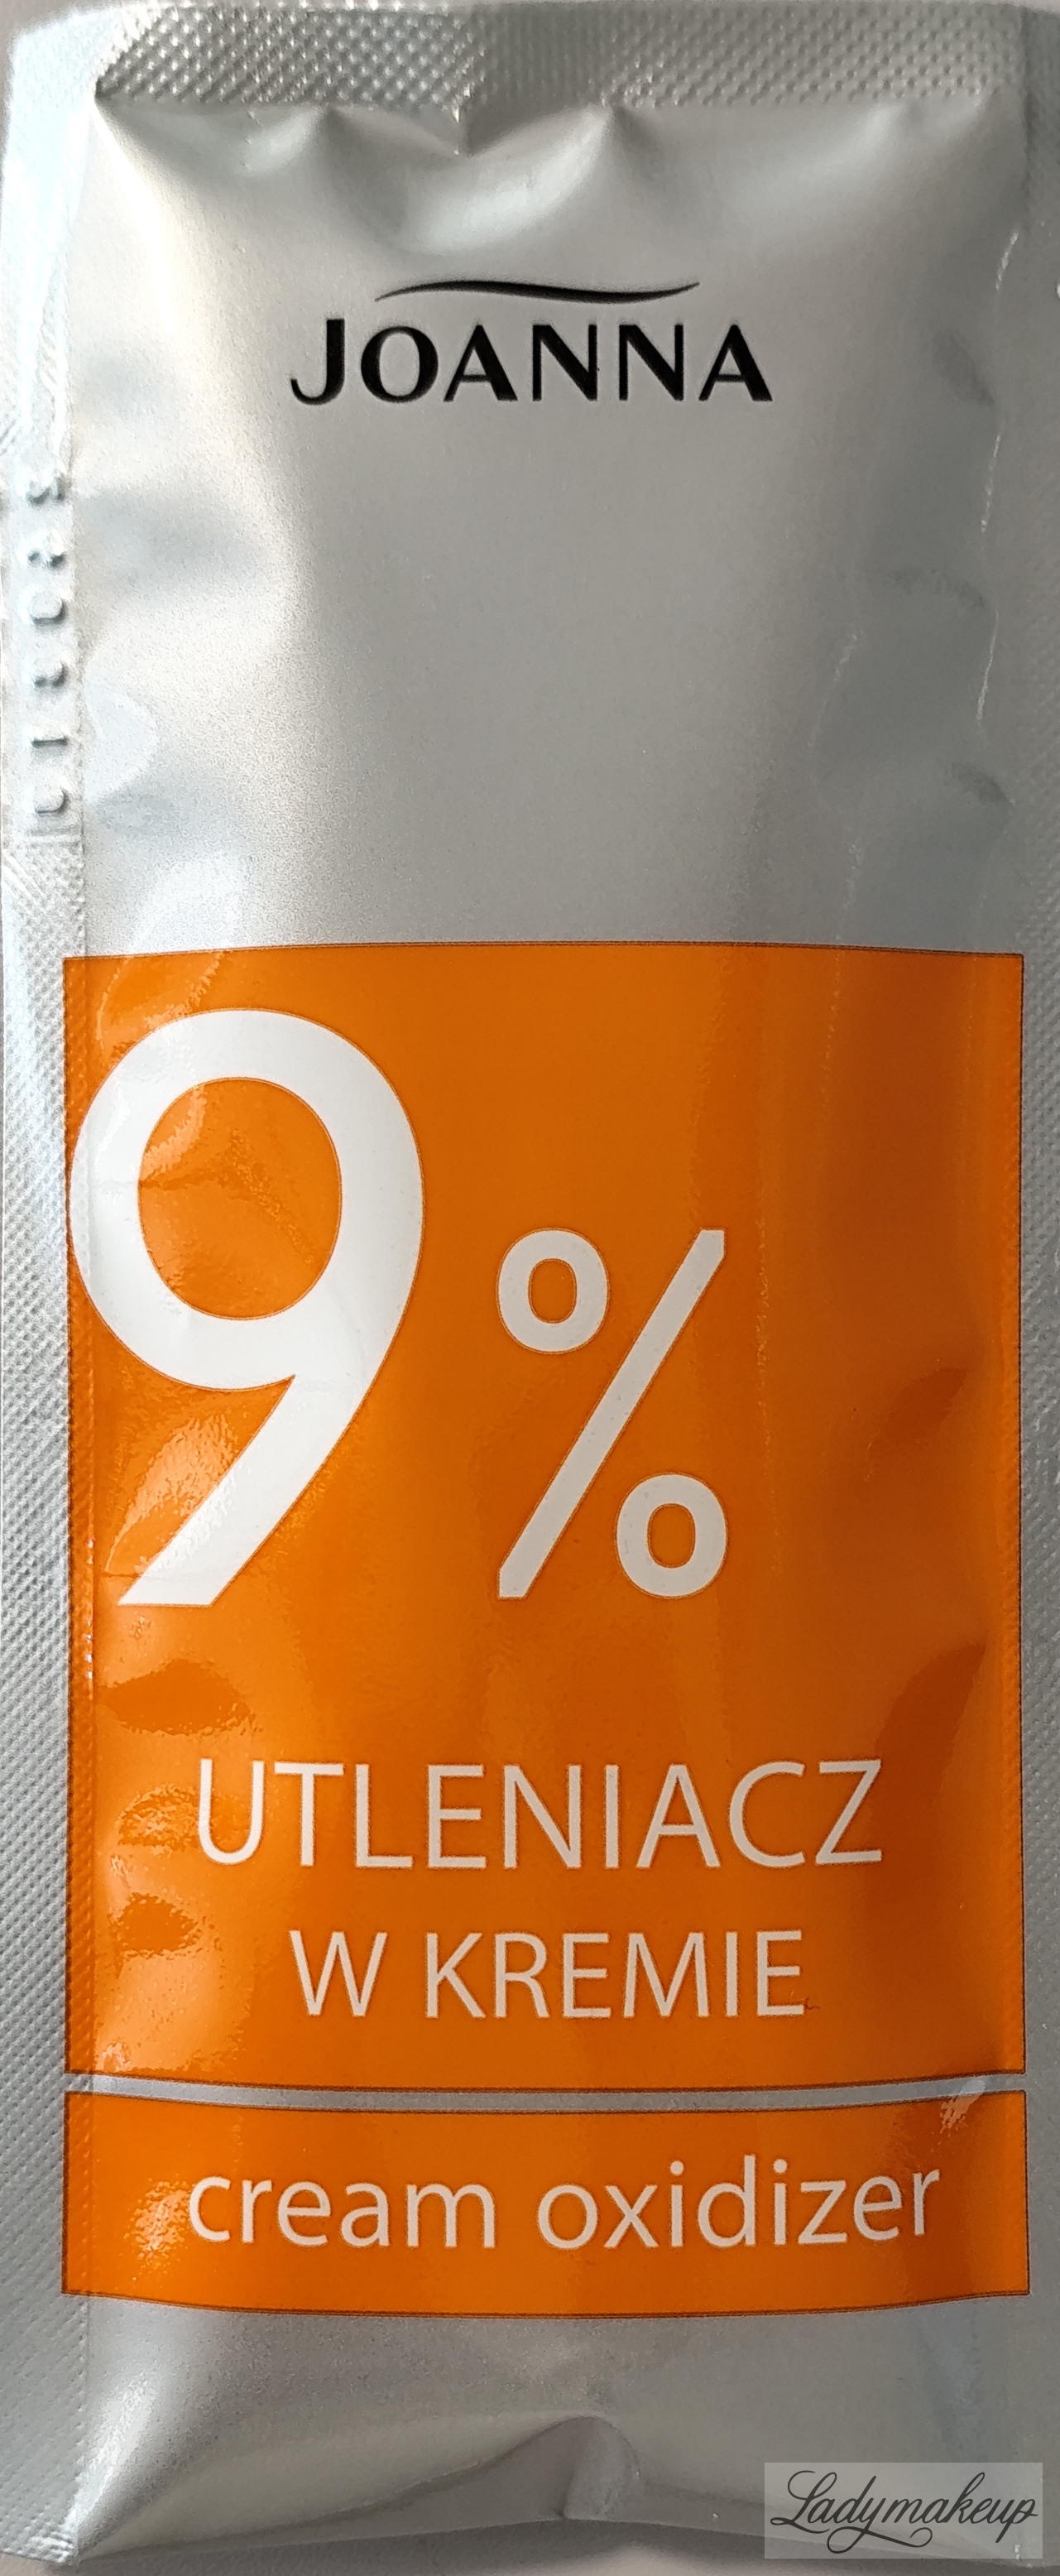 JOANNA
9%
UTLENIACZ
W KREMIE
cream oxidizer
Ladymakeup